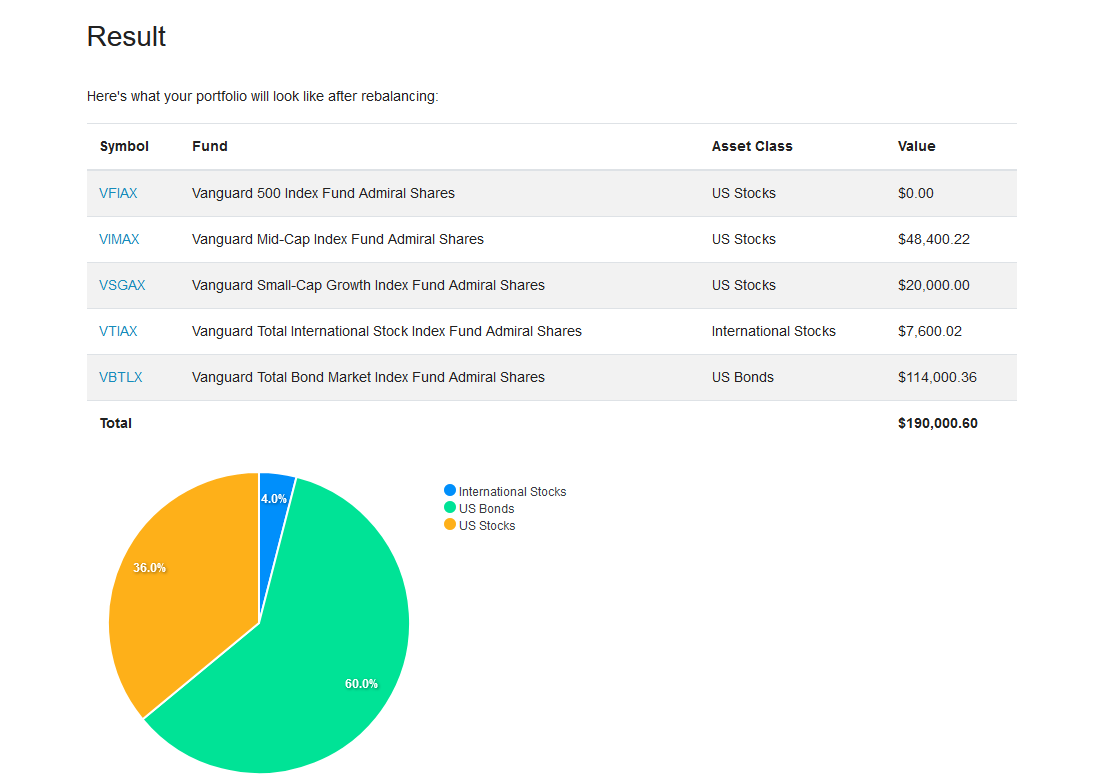 Result
Here's what your portfolio will look like after rebalancing:
Symbol Fund Asset Class Value
VFIAX Vanguard 500 Index Fund Admiral Shares US Stocks $0.00
VIMAX Vanguard Mid-Cap Index Fund Admiral Shares US Stocks $48,400.22
VSGAX Vanguard Small-Cap Growth Index Fund Admiral Shares US Stocks $20,000.00
VTIAX Vanguard Total International Stock Index Fund Admiral Shares International Stocks $7,600.02
VBTLX Vanguard Total Bond Market Index Fund Admiral Shares US Bonds $114,000.36
Total $190,000.60
International Stocks
US Bonds
US Stocks
4.0%
36.0%
60.0%